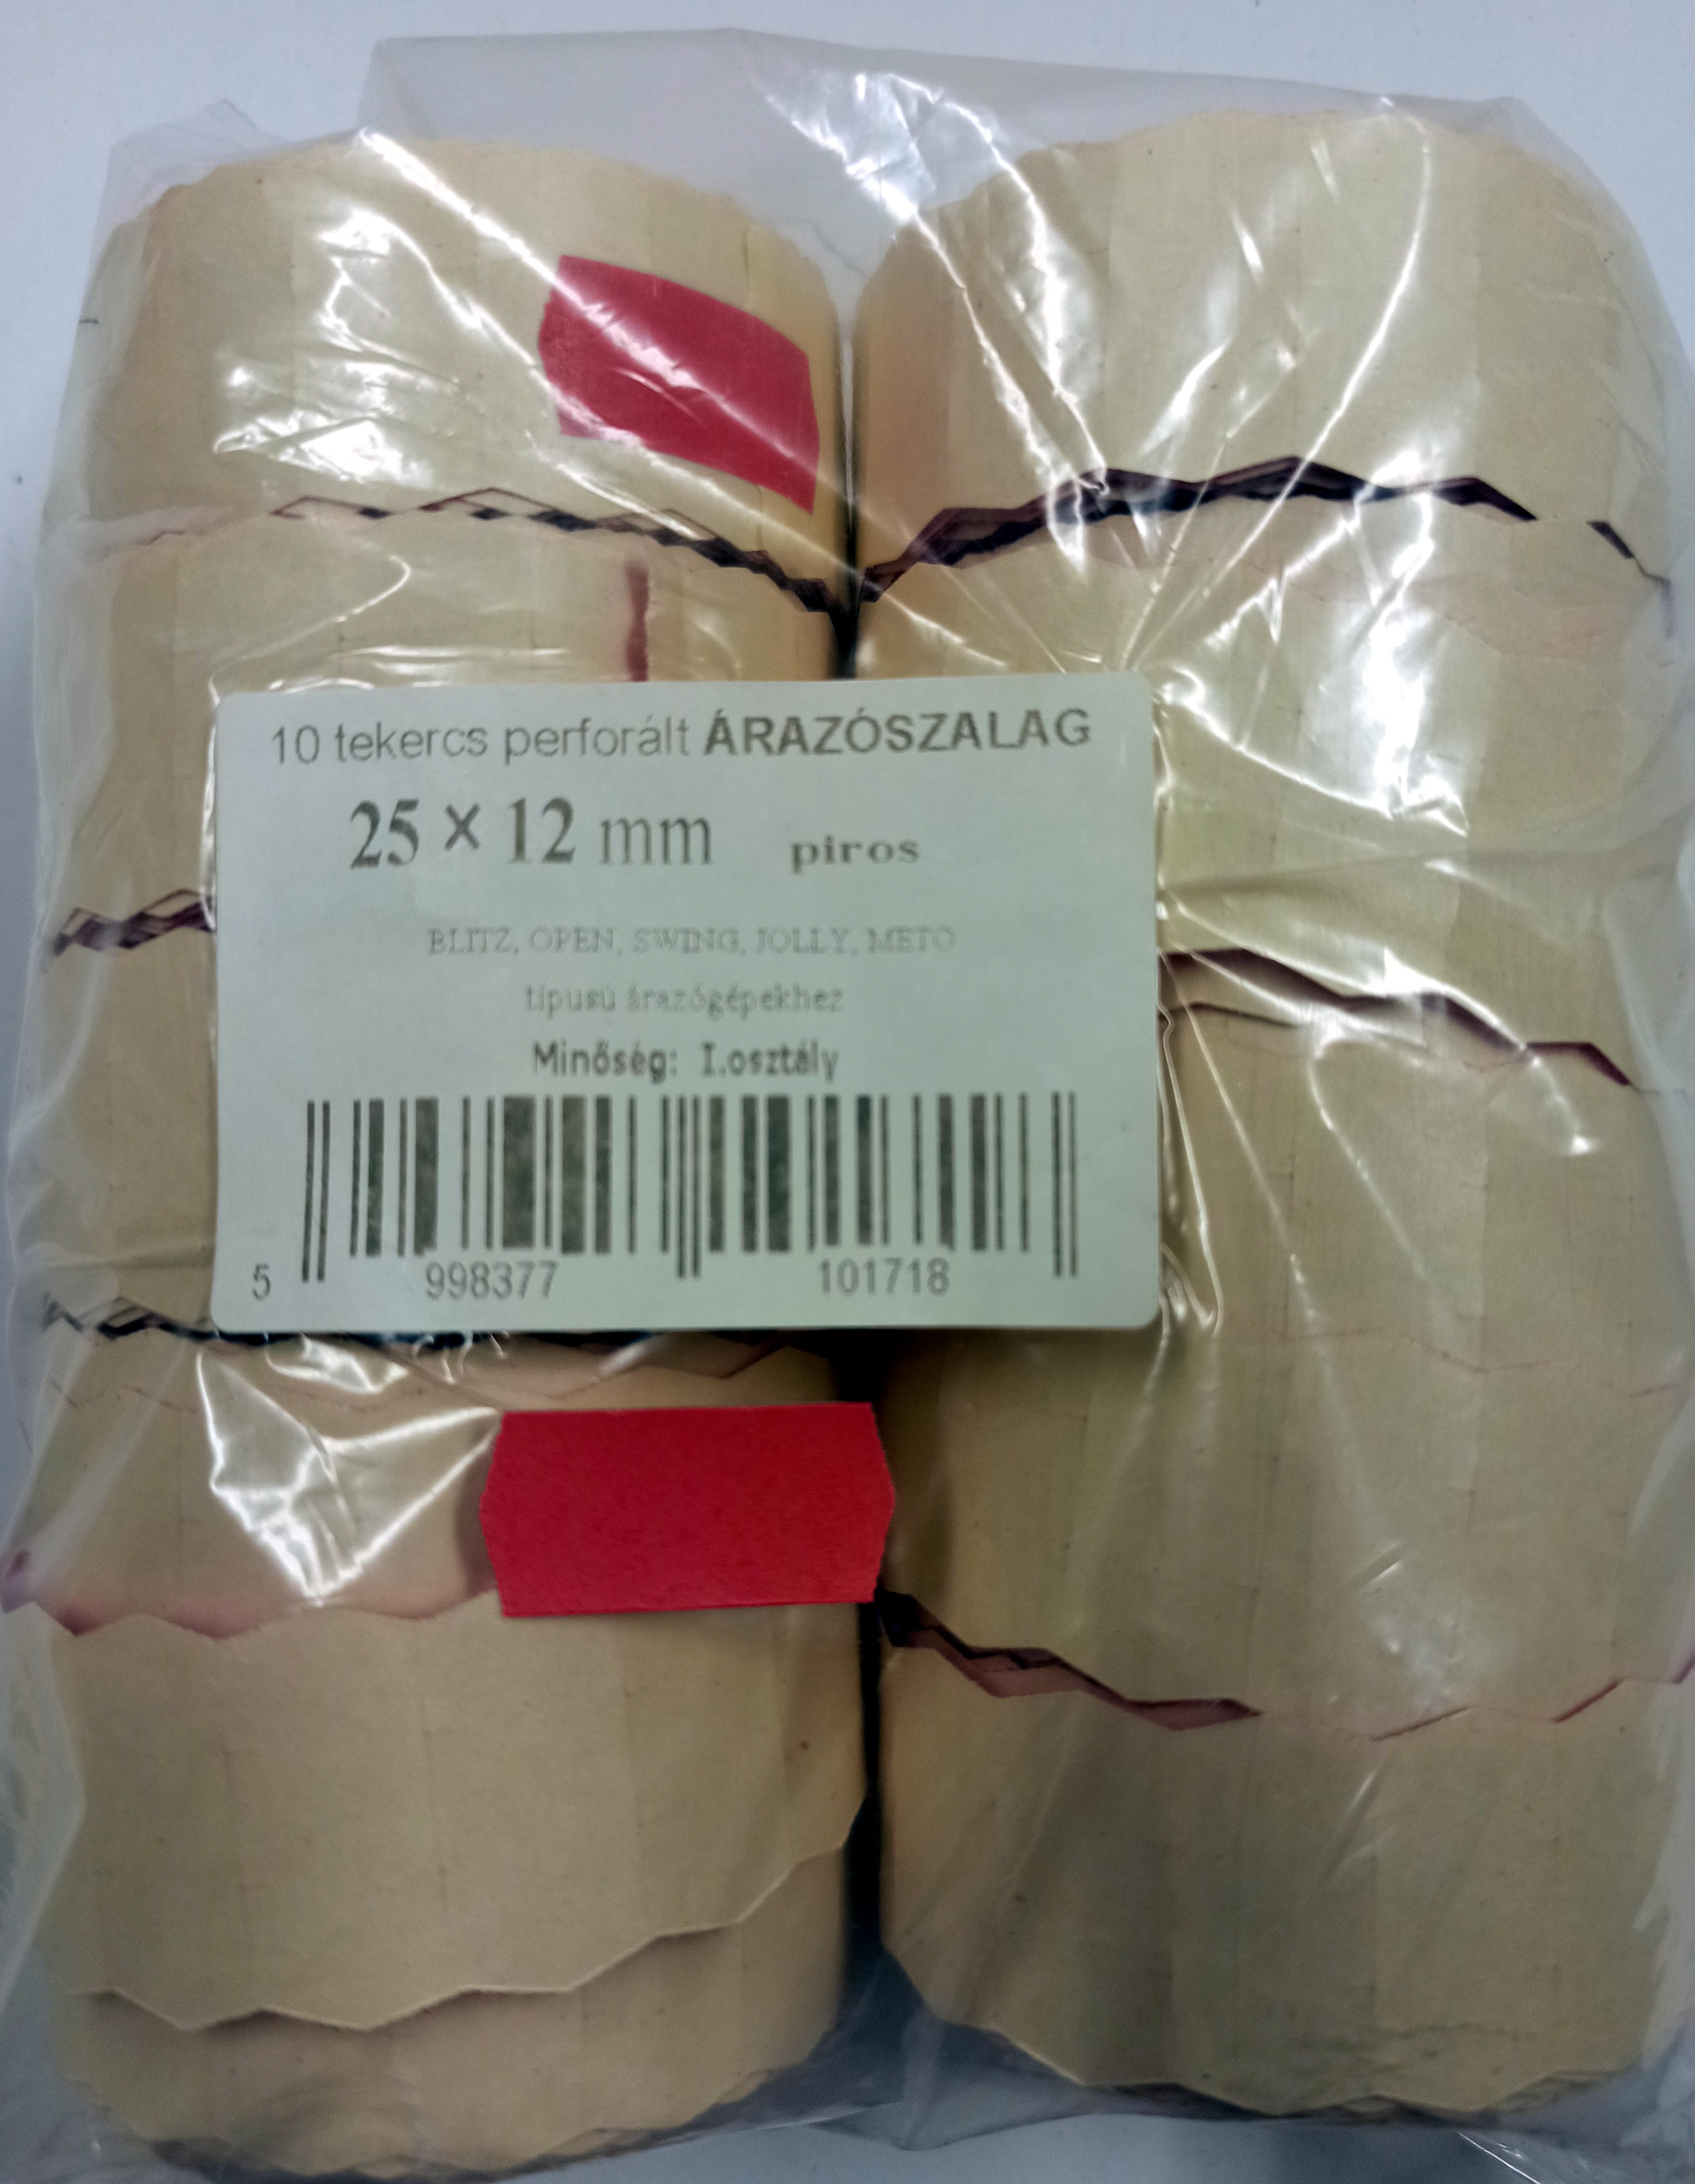 10 tekercs perforált ÁRAZÓSZALAG
25 × 12 mm piros
BLITZ, OPEN, SWING, JOLLY, METO
típusú árazógépekhez
Minőség: I.osztály
5 998377 101718